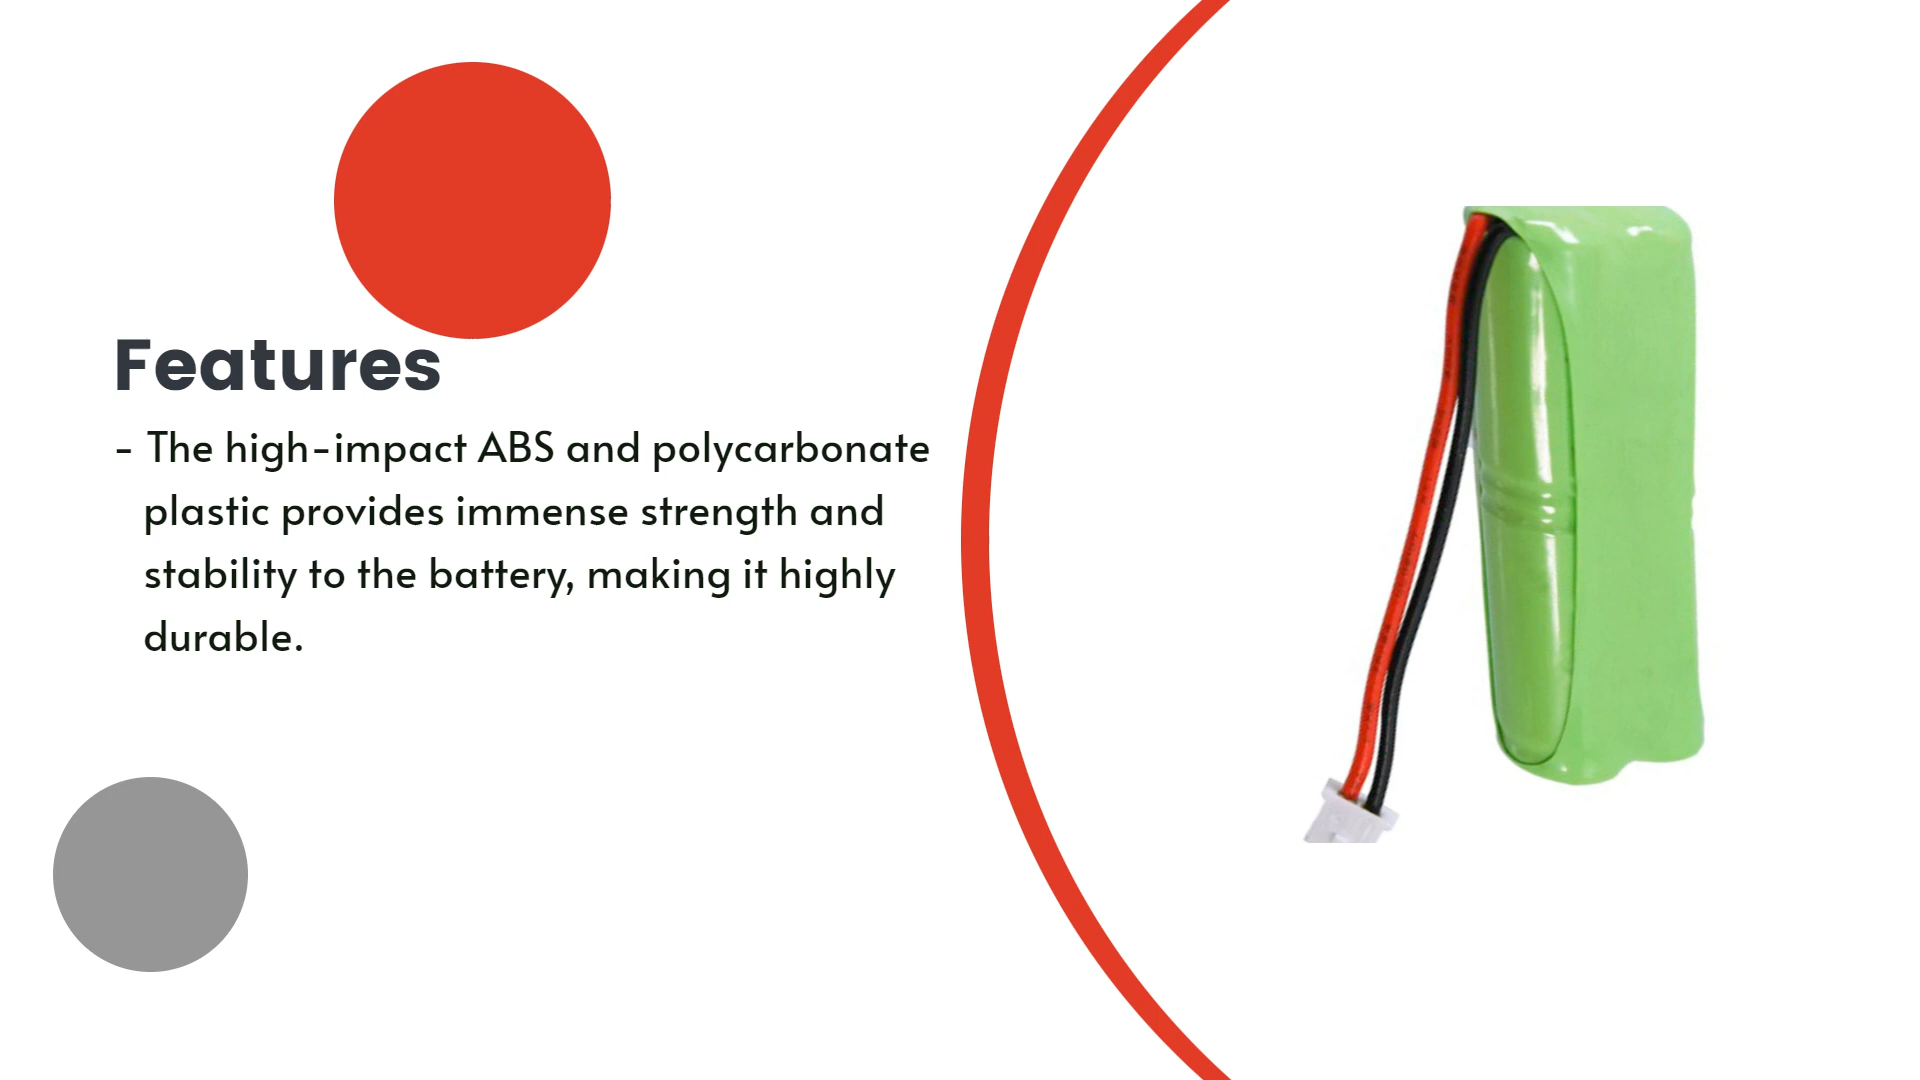 Features
- The high-impact ABS and polycarbonate
plastic provides immense strength and
stability to the battery, making it highly
durable.